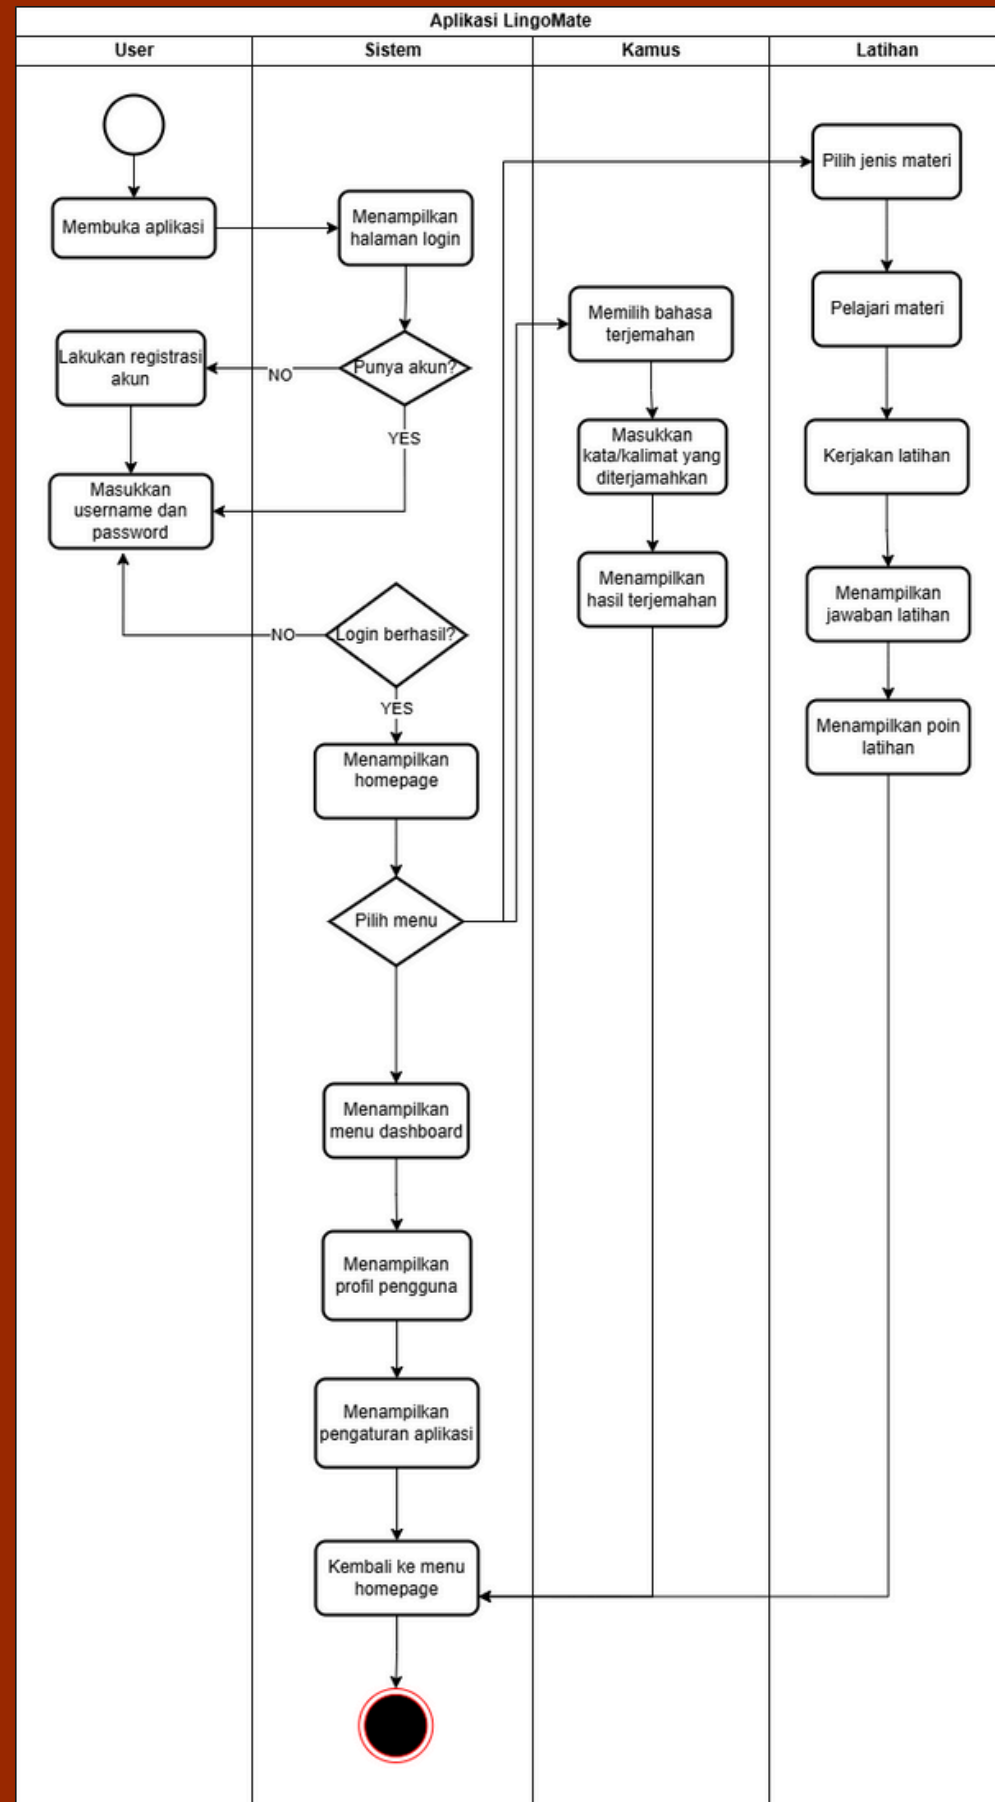 Aplikasi LingoMate
User
Sistem
Kamus
Latihan
Membuka aplikasi
Menampilkan
halaman login
Punya akun?
NO
YES
Lakukan registrasi
akun
Masukkan
username dan
password
Login berhasil?
NO
YES
Menampilkan
homepage
Pilih menu
Menampilkan
menu dashboard
Menampilkan
profil pengguna
Menampilkan
pengaturan aplikasi
Kembali ke menu
homepage
Memilih bahasa
terjemahan
Masukkan
kata/kalimat yang
diterjamahkan
Menampilkan
hasil terjemahan
Pilih jenis materi
Pelajari materi
Kerjakan latihan
Menampilkan
jawaban latihan
Menampilkan poin
latihan